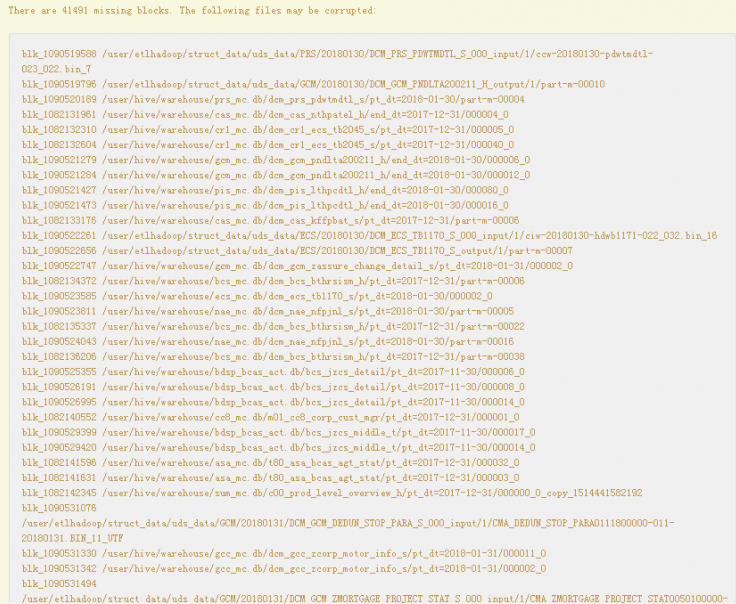 There are 41491 missing blocks. The following files may be corrupted:
blk_1090519588 /user/etlhadoop/struct_data/uds_data/PRS/20180130/DCM_PRS_PDWTMDTL_S_000_input/1/ccw-20180130-pdwtmdtl-
023_022.bin_7
blk_1090519796 /user/etlhadoop/struct_data/uds_data/GCM/20180130/DCM_GCM_PNDLTA200211_H_output/1/part-m-00010
blk_1090520189 /user/hive/warehouse/prs_mc.db/dcm_prs_pdwtmdtl_s/pt_dt=2018-01-30/part-m-00004
blk_1082131961 /user/hive/warehouse/cas_mc.db/dcm_cas_nthpatel_h/end_dt=2017-12-31/000004_0
blk_1082132310 /user/hive/warehouse/cr1_mc.db/dcm_cr1_ecs_tb2045_s/pt_dt=2017-12-31/000005_0
blk_1082132604 /user/hive/warehouse/cr1_mc.db/dcm_cr1_ecs_tb2045_s/pt_dt=2017-12-31/000040_0
blk_1090521279 /user/hive/warehouse/gcm_mc.db/dcm_gcm_pndlta200211_h/end_dt=2018-01-30/000006_0
blk_1090521284 /user/hive/warehouse/gcm_mc.db/dcm_gcm_pndlta200211_h/end_dt=2018-01-30/000012_0
blk_1090521427 /user/hive/warehouse/pis_mc.db/dcm_pis_lthpcdtl_h/end_dt=2018-01-30/000080_0
blk_1090521473 /user/hive/warehouse/pis_mc.db/dcm_pis_lthpcdtl_h/end_dt=2018-01-30/000016_0
blk_1082133176 /user/hive/warehouse/cas_mc.db/dcm_cas_kffpbat_s/pt_dt=2017-12-31/part-m-00006
blk_1090522261 /user/etlhadoop/struct_data/uds_data/ECS/20180130/DCM_ECS_TB1170_S_000_input/1/ciw-20180130-hdwb1171-022_032.bin_16
blk_1090522656 /user/etlhadoop/struct_data/uds_data/ECS/20180130/DCM_ECS_TB1170_S_output/1/part-m-00007
blk_1090522747 /user/hive/warehouse/gcm_mc.db/dcm_gcm_zassure_change_detail_s/pt_dt=2018-01-31/000002_0
blk_1082134372 /user/hive/warehouse/bcs_mc.db/dcm_bcs_bthrsism_h/pt_dt=2017-12-31/part-m-00006
blk_1090523585 /user/hive/warehouse/ecs_mc.db/dcm_ecs_tb1170_s/pt_dt=2018-01-30/000002_0
blk_1090523811 /user/hive/warehouse/nae_mc.db/dcm_nae_nfpjnl_s/pt_dt=2018-01-30/part-m-00005
blk_1082135337 /user/hive/warehouse/bcs_mc.db/dcm_bcs_bthrsism_h/pt_dt=2017-12-31/part-m-00022
blk_1090524043 /user/hive/warehouse/nae_mc.db/dcm_nae_nfpjnl_s/pt_dt=2018-01-30/part-m-00016
blk_1082136206 /user/hive/warehouse/bcs_mc.db/dcm_bcs_bthrsism_h/pt_dt=2017-12-31/part-m-00038
blk_1090525355 /user/hive/warehouse/bdsp_bcas_act.db/bcs_jzcs_detail/pt_dt=2017-11-30/000006_0
blk_1090526191 /user/hive/warehouse/bdsp_bcas_act.db/bcs_jzcs_detail/pt_dt=2017-11-30/000008_0
blk_1090526995 /user/hive/warehouse/bdsp_bcas_act.db/bcs_jzcs_detail/pt_dt=2017-11-30/000014_0
blk_1082140552 /user/hive/warehouse/cc8_mc.db/m01_cc8_corp_cust_mgr/pt_dt=2017-12-31/000001_0
blk_1090529399 /user/hive/warehouse/bdsp_bcas_act.db/bcs_jzcs_middle_t/pt_dt=2017-11-30/000017_0
blk_1090529420 /user/hive/warehouse/bdsp_bcas_act.db/bcs_jzcs_middle_t/pt_dt=2017-11-30/000014_0
blk_1082141596 /user/hive/warehouse/asa_mc.db/t80_asa_bcas_agt_stat/pt_dt=2017-12-31/000032_0
blk_1082141631 /user/hive/warehouse/asa_mc.db/t80_asa_bcas_agt_stat/pt_dt=2017-12-31/000003_0
blk_1082142345 /user/hive/warehouse/sum_mc.db/c00_prod_level_overview_h/pt_dt=2017-12-31/000000_0_copy_1514441582192
blk_1090531076
/user/etlhadoop/struct_data/uds_data/GCM/20180131/DCM_GCM_DEDUN_STOP_PARA_S_000_input/1/CMA_DEDUN_STOP_PARA0111800000-011-
20180131.BIN_11_UTF
blk_1090531330 /user/hive/warehouse/gcc_mc.db/dcm_gcc_zcorp_motor_info_s/pt_dt=2018-01-31/000011_0
blk_1090531342 /user/hive/warehouse/gcc_mc.db/dcm_gcc_zcorp_motor_info_s/pt_dt=2018-01-31/000002_0
blk_1090531494
/user/etlhadoop/struct_data/uds_data/GCM/20180131/DCM_GCM_ZMORTGAGE_PROJECT_STAT_S_000_input/1/CMA_ZMORTGAGE_PROJECT_STAT0050100000-